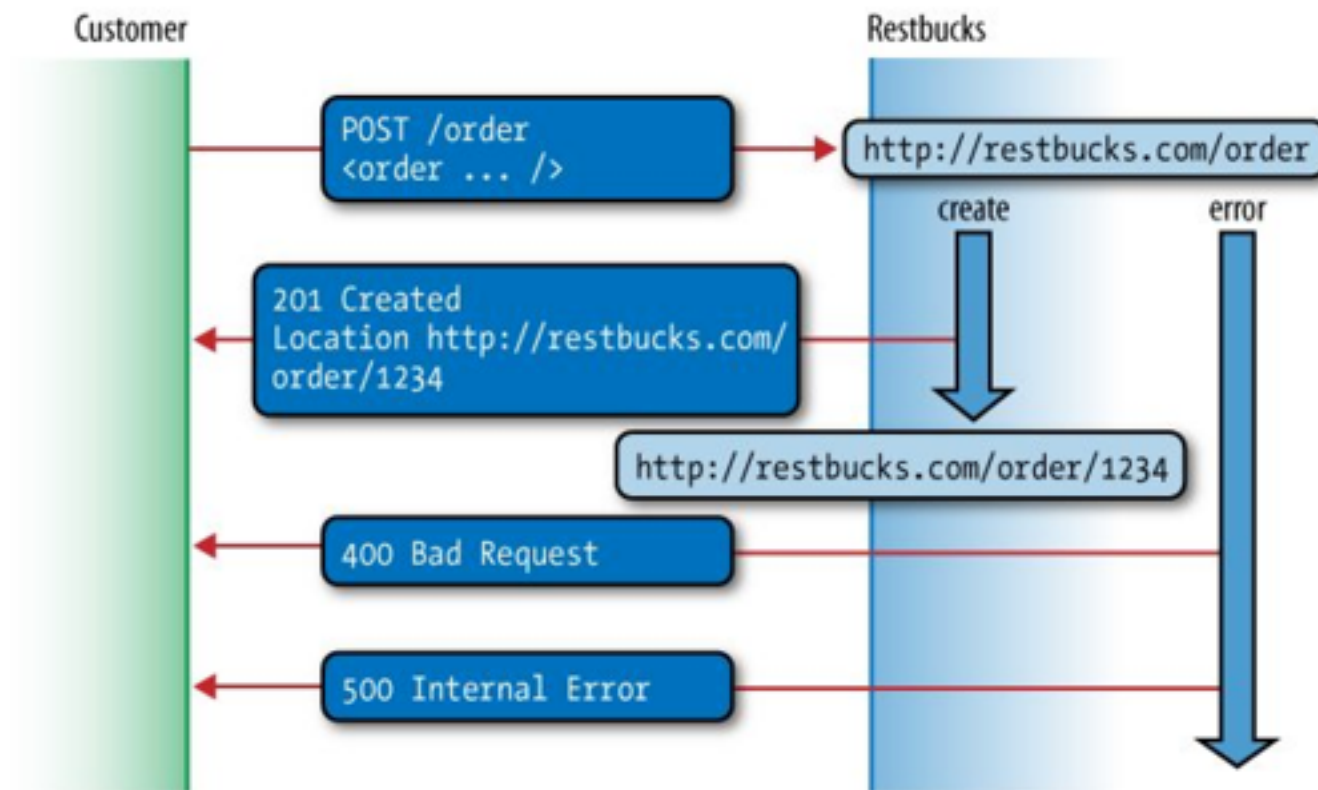 Customer
Restbucks
POST /order
<order ... />
http://restbucks.com/order
create
error
201 Created
Location http://restbucks.com/
order/1234
http://restbucks.com/order/1234
400 Bad Request
500 Internal Error